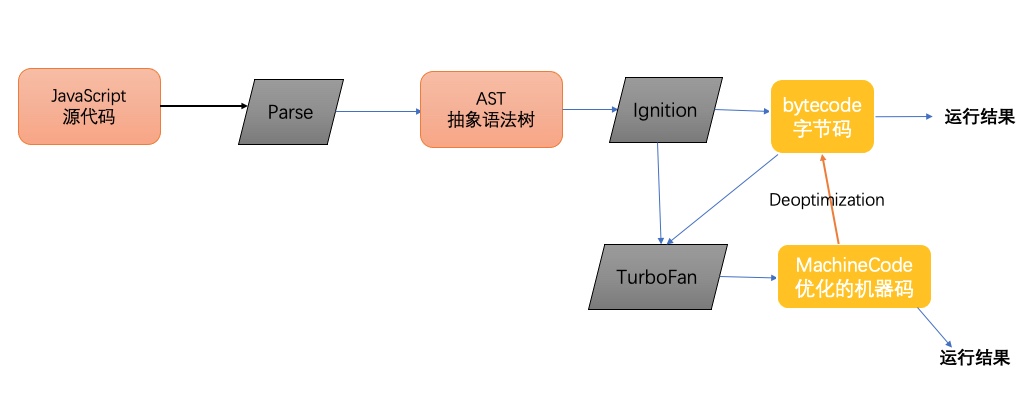 JavaScript
源代码
Parse
AST
抽象语法树
Ignition
bytecode
字节码
运行结果
Deoptimization
TurboFan
MachineCode
优化的机器码
运行结果